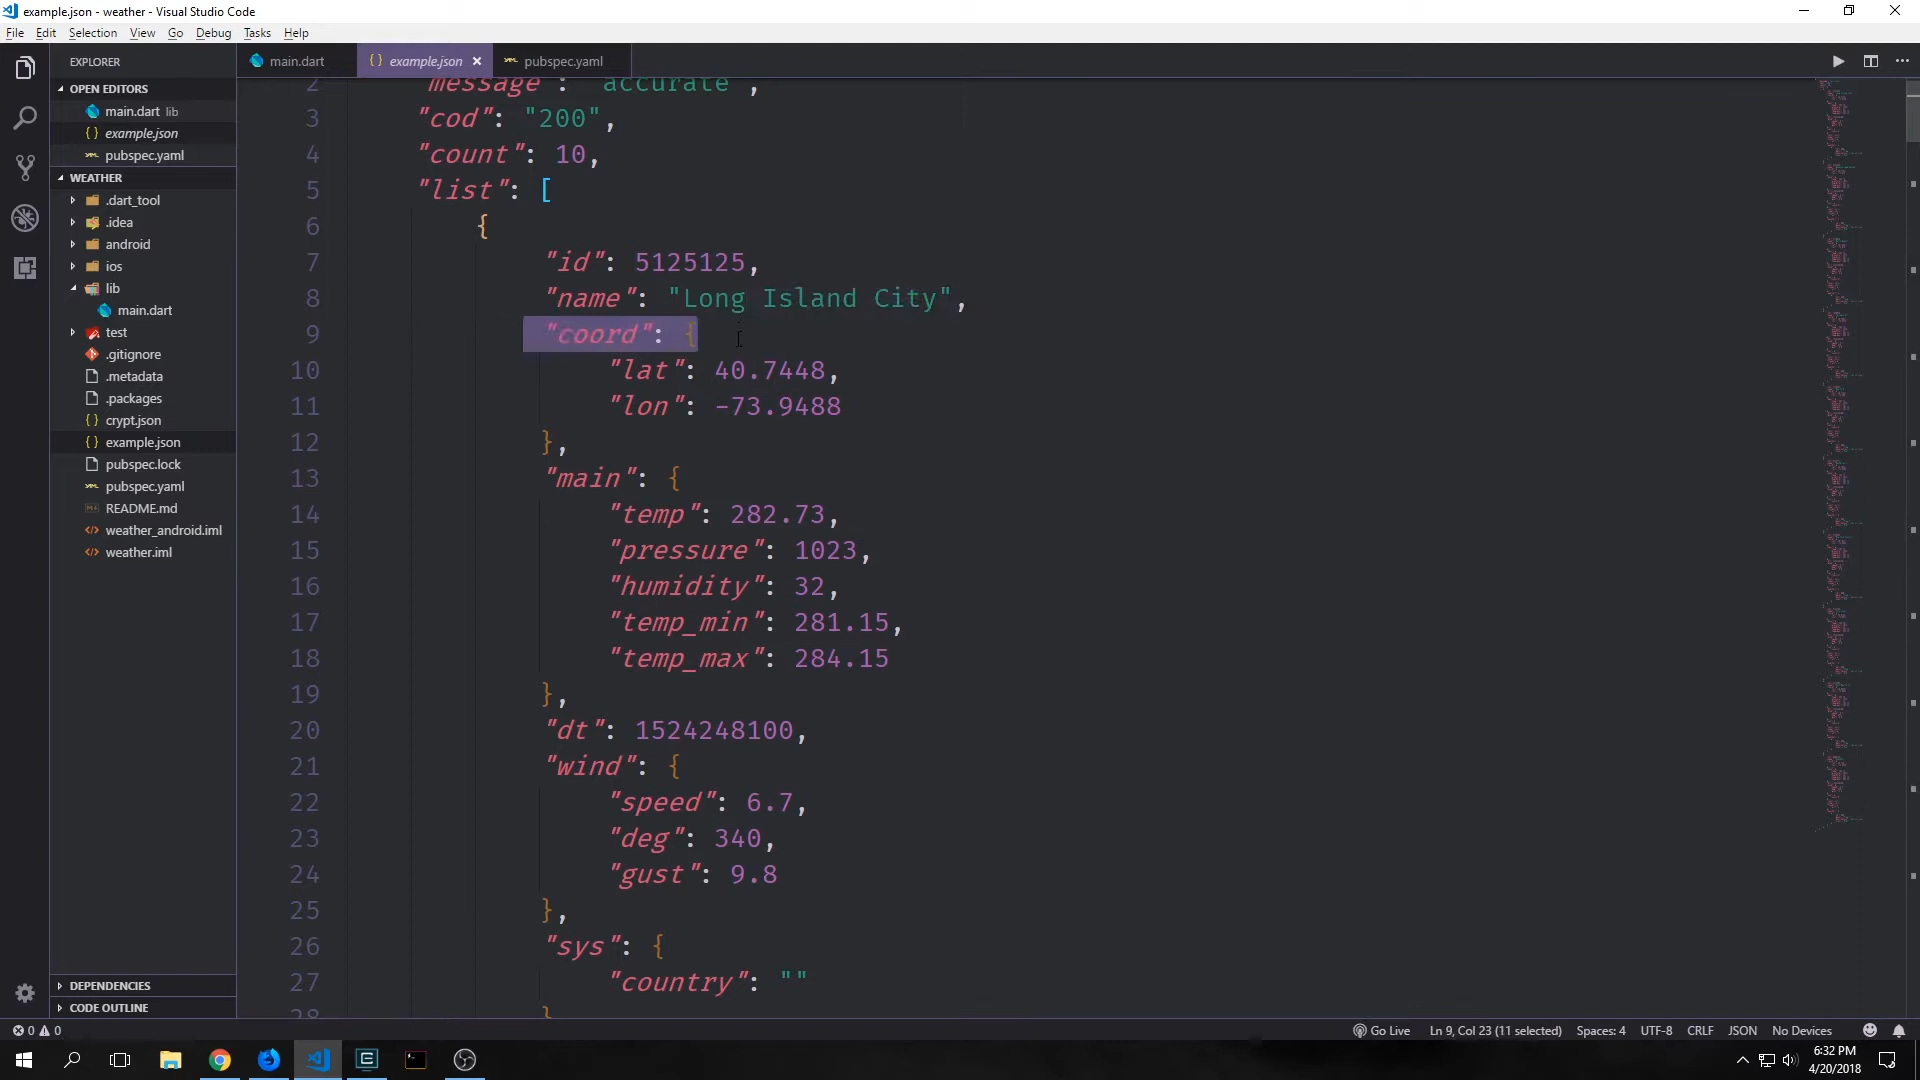 example.json - weather - Visual Studio Code
File Edit Selection View Go Debug Tasks Help
EXPLORER
OPEN EDITORS
main.dart lib
example.json
pubspec.yaml
WEATHER
.dart_tool
.idea
android
ios
lib
main.dart
test
.gitignore
.metadata
.packages
crypt.json
example.json
pubspec.lock
pubspec.yaml
README.md
weather_android.iml
weather.iml
DEPENDENCIES
CODE OUTLINE
main.dart example.json pubspec.yaml
2 "message": "accurate",
3 "cod": "200",
4 "count": 10,
5 "list": [
6 {
7 "id": 5125125,
8 "name": "Long Island City",
9 "coord": {
10 "lat": 40.7448,
11 "lon": -73.9488
12 },
13 "main": {
14 "temp": 282.73,
15 "pressure": 1023,
16 "humidity": 32,
17 "temp_min": 281.15,
18 "temp_max": 284.15
19 },
20 "dt": 1524248100,
21 "wind": {
22 "speed": 6.7,
23 "deg": 340,
24 "gust": 9.8
25 },
26 "sys": {
27 "country": ""
28 }
0 0 Go Live Ln 9, Col 23 (11 selected) Spaces: 4 UTF-8 CRLF JSON No Devices
6:32 PM
4/20/2018